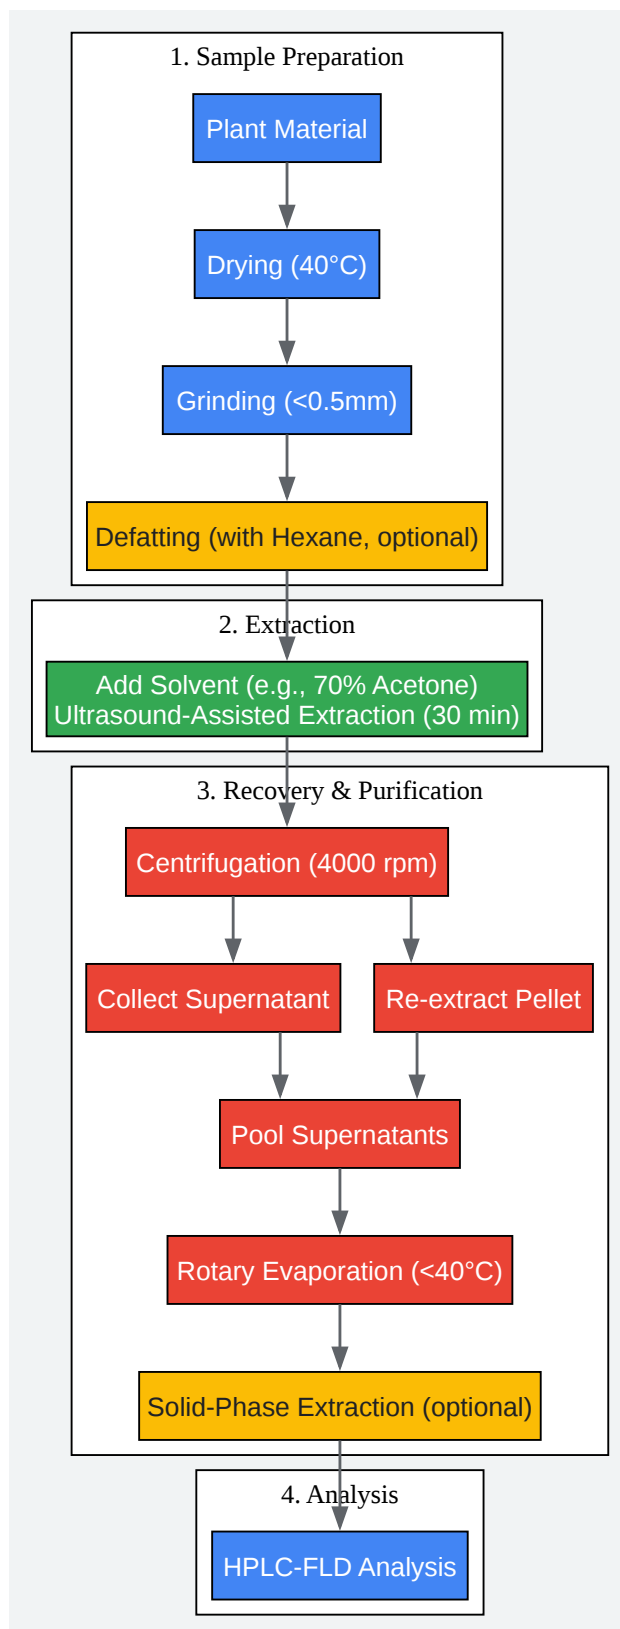 1. Sample Preparation
Plant Material
Drying (40°C)
Grinding (<0.5mm)
Defatting (with Hexane, optional)
2. Extraction
Add Solvent (e.g., 70% Acetone)
Ultrasound-Assisted Extraction (30 min)
3. Recovery & Purification
Centrifugation (4000 rpm)
Collect Supernatant
Re-extract Pellet
Pool Supernatants
Rotary Evaporation (<40°C)
Solid-Phase Extraction (optional)
4. Analysis
HPLC-FLD Analysis